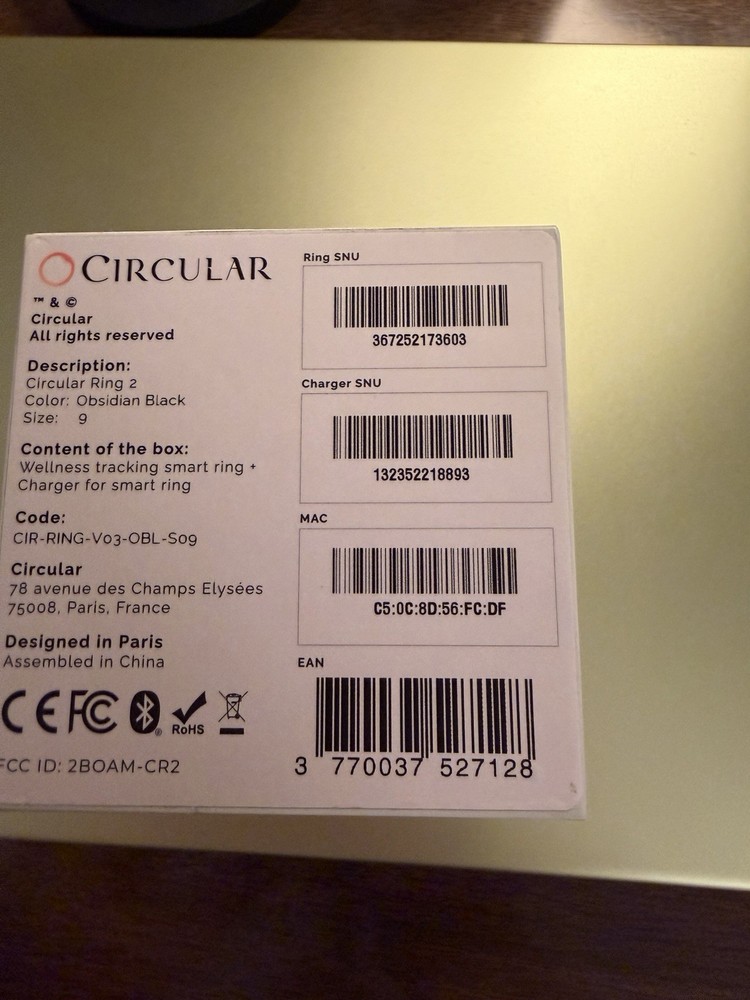 CIRCULAR
™ & ©
Circular
All rights reserved
Description:
Circular Ring 2
Color: Obsidian Black
Size: 9
Content of the box:
Wellness tracking smart ring +
Charger for smart ring
Code:
CIR-RING-V03-OBL-S09
Circular
78 avenue des Champs Elysées
75008, Paris, France
Designed in Paris
Assembled in China
CE FC
RoHS
FCC ID: 2BOAM-CR2
Ring SNU
367252173603
Charger SNU
132352218893
MAC
C5:0C:8D:56:FC:DF
EAN
3 770037 527128